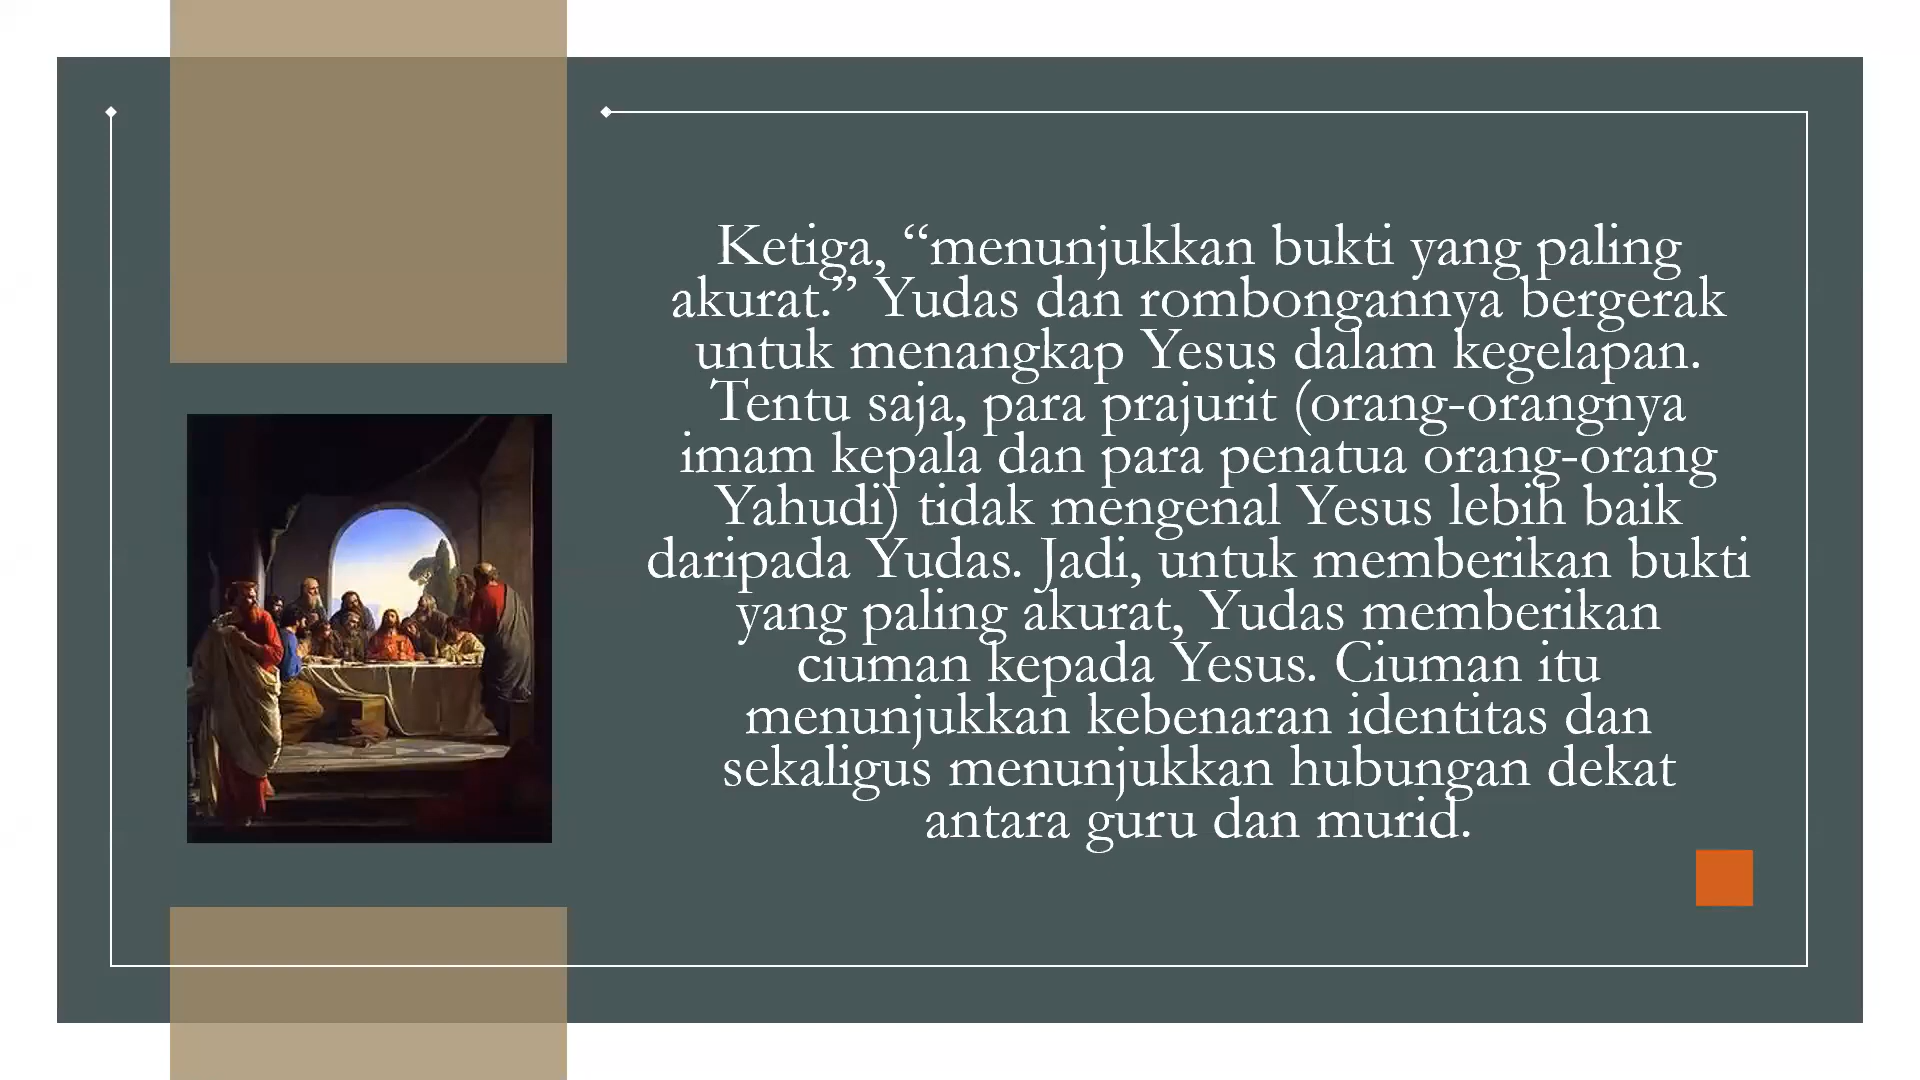 Ketiga, “menunjukkan bukti yang paling
akurat.” Yudas dan rombongannya bergerak
untuk menangkap Yesus dalam kegelapan.
Tentu saja, para prajurit (orang-orangnya
imam kepala dan para penatua orang-orang
Yahudi) tidak mengenal Yesus lebih baik
daripada Yudas. Jadi, untuk memberikan bukti
yang paling akurat, Yudas memberikan
ciuman kepada Yesus. Ciuman itu
menunjukkan kebenaran identitas dan
sekaligus menunjukkan hubungan dekat
antara guru dan murid.